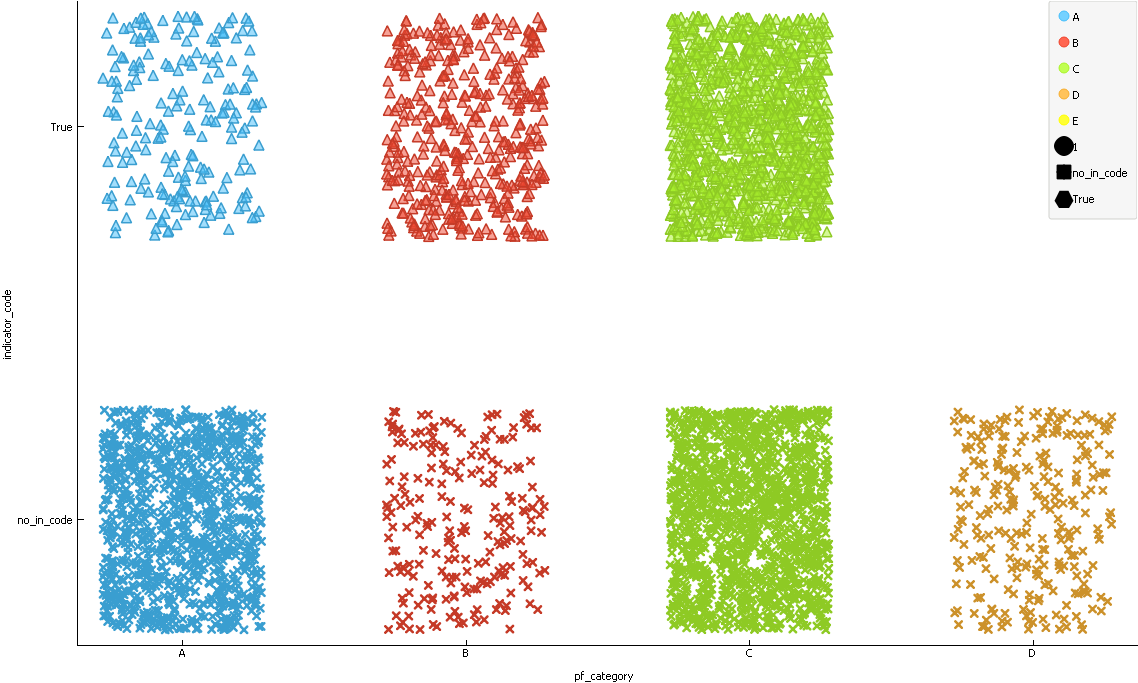 A
B
C
D
E
1
no_in_code
True
True
indicator_code
no_in_code
A
B
C
D
pf_category